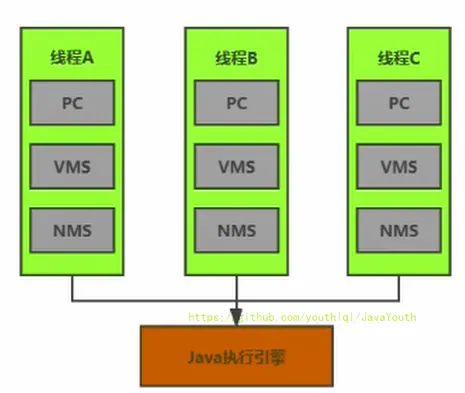 线程A
PC
VMS
NMS
线程B
PC
VMS
NMS
线程C
PC
VMS
NMS
https://github.com/youthlql/JavaYouth
Java执行引擎